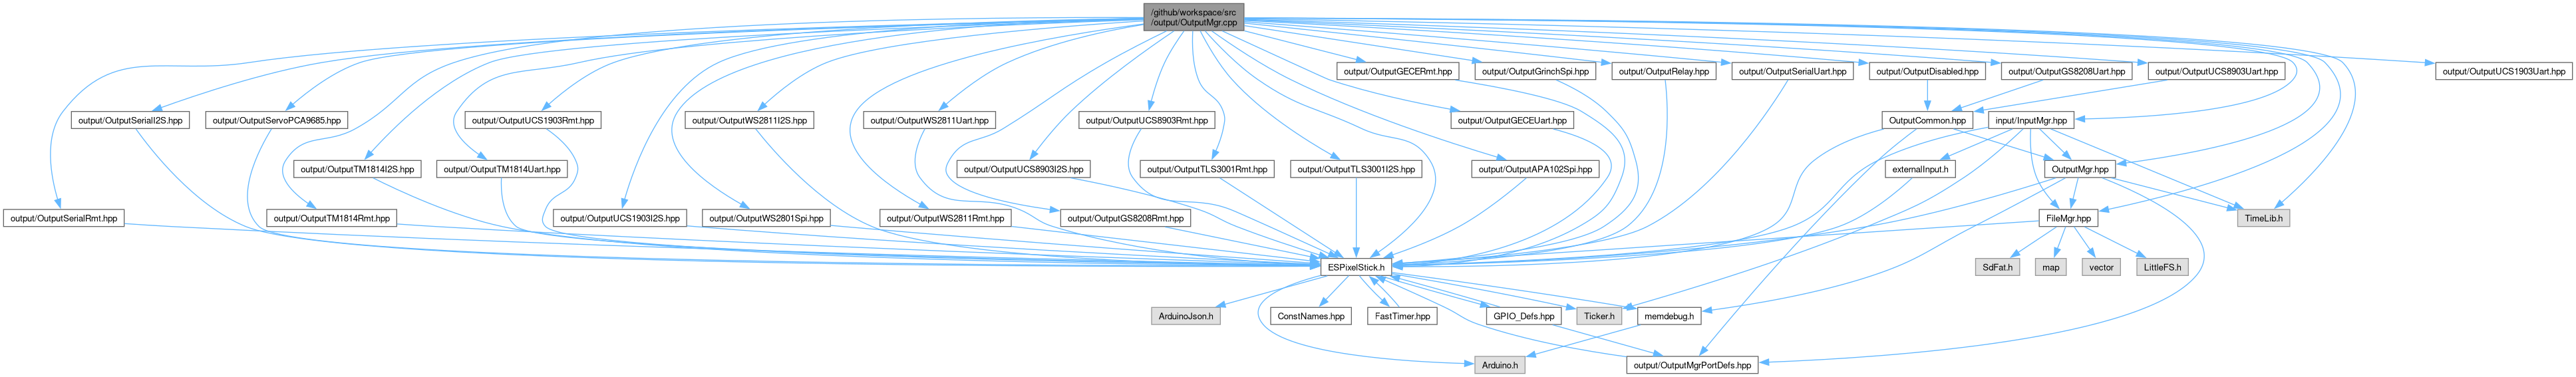 /github/workspace/src
/output/OutputMgr.cpp
output/OutputGECERmt.hpp
output/OutputGrinchSpi.hpp
output/OutputRelay.hpp
output/OutputSerialUart.hpp
output/OutputDisabled.hpp
output/OutputGS8208Uart.hpp
output/OutputUCS8903Uart.hpp
output/OutputUCS1903Uart.hpp
output/OutputSerialI2S.hpp
output/OutputServoPCA9685.hpp
output/OutputUCS1903Rmt.hpp
output/OutputWS2811I2S.hpp
output/OutputWS2811Uart.hpp
output/OutputUCS8903Rmt.hpp
output/OutputGECEUart.hpp
OutputCommon.hpp
input/InputMgr.hpp
output/OutputTM1814I2S.hpp
output/OutputTM1814Uart.hpp
output/OutputUCS8903I2S.hpp
output/OutputTLS3001Rmt.hpp
output/OutputTLS3001I2S.hpp
output/OutputAPA102Spi.hpp
externalInput.h
OutputMgr.hpp
output/OutputSerialRmt.hpp
output/OutputTM1814Rmt.hpp
output/OutputUCS1903I2S.hpp
output/OutputWS2801Spi.hpp
output/OutputWS2811Rmt.hpp
output/OutputGS8208Rmt.hpp
FileMgr.hpp
TimeLib.h
ESPixelStick.h
SdFat.h
map
vector
LittleFS.h
ArduinoJson.h
ConstNames.hpp
FastTimer.hpp
GPIO_Defs.hpp
Ticker.h
memdebug.h
Arduino.h
output/OutputMgrPortDefs.hpp